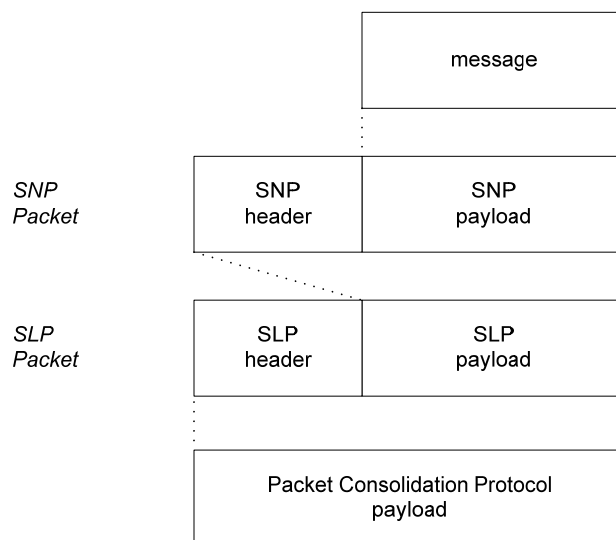 message
SNP
Packet
SNP
header
SNP
payload
SLP
Packet
SLP
header
SLP
payload
Packet Consolidation Protocol
payload